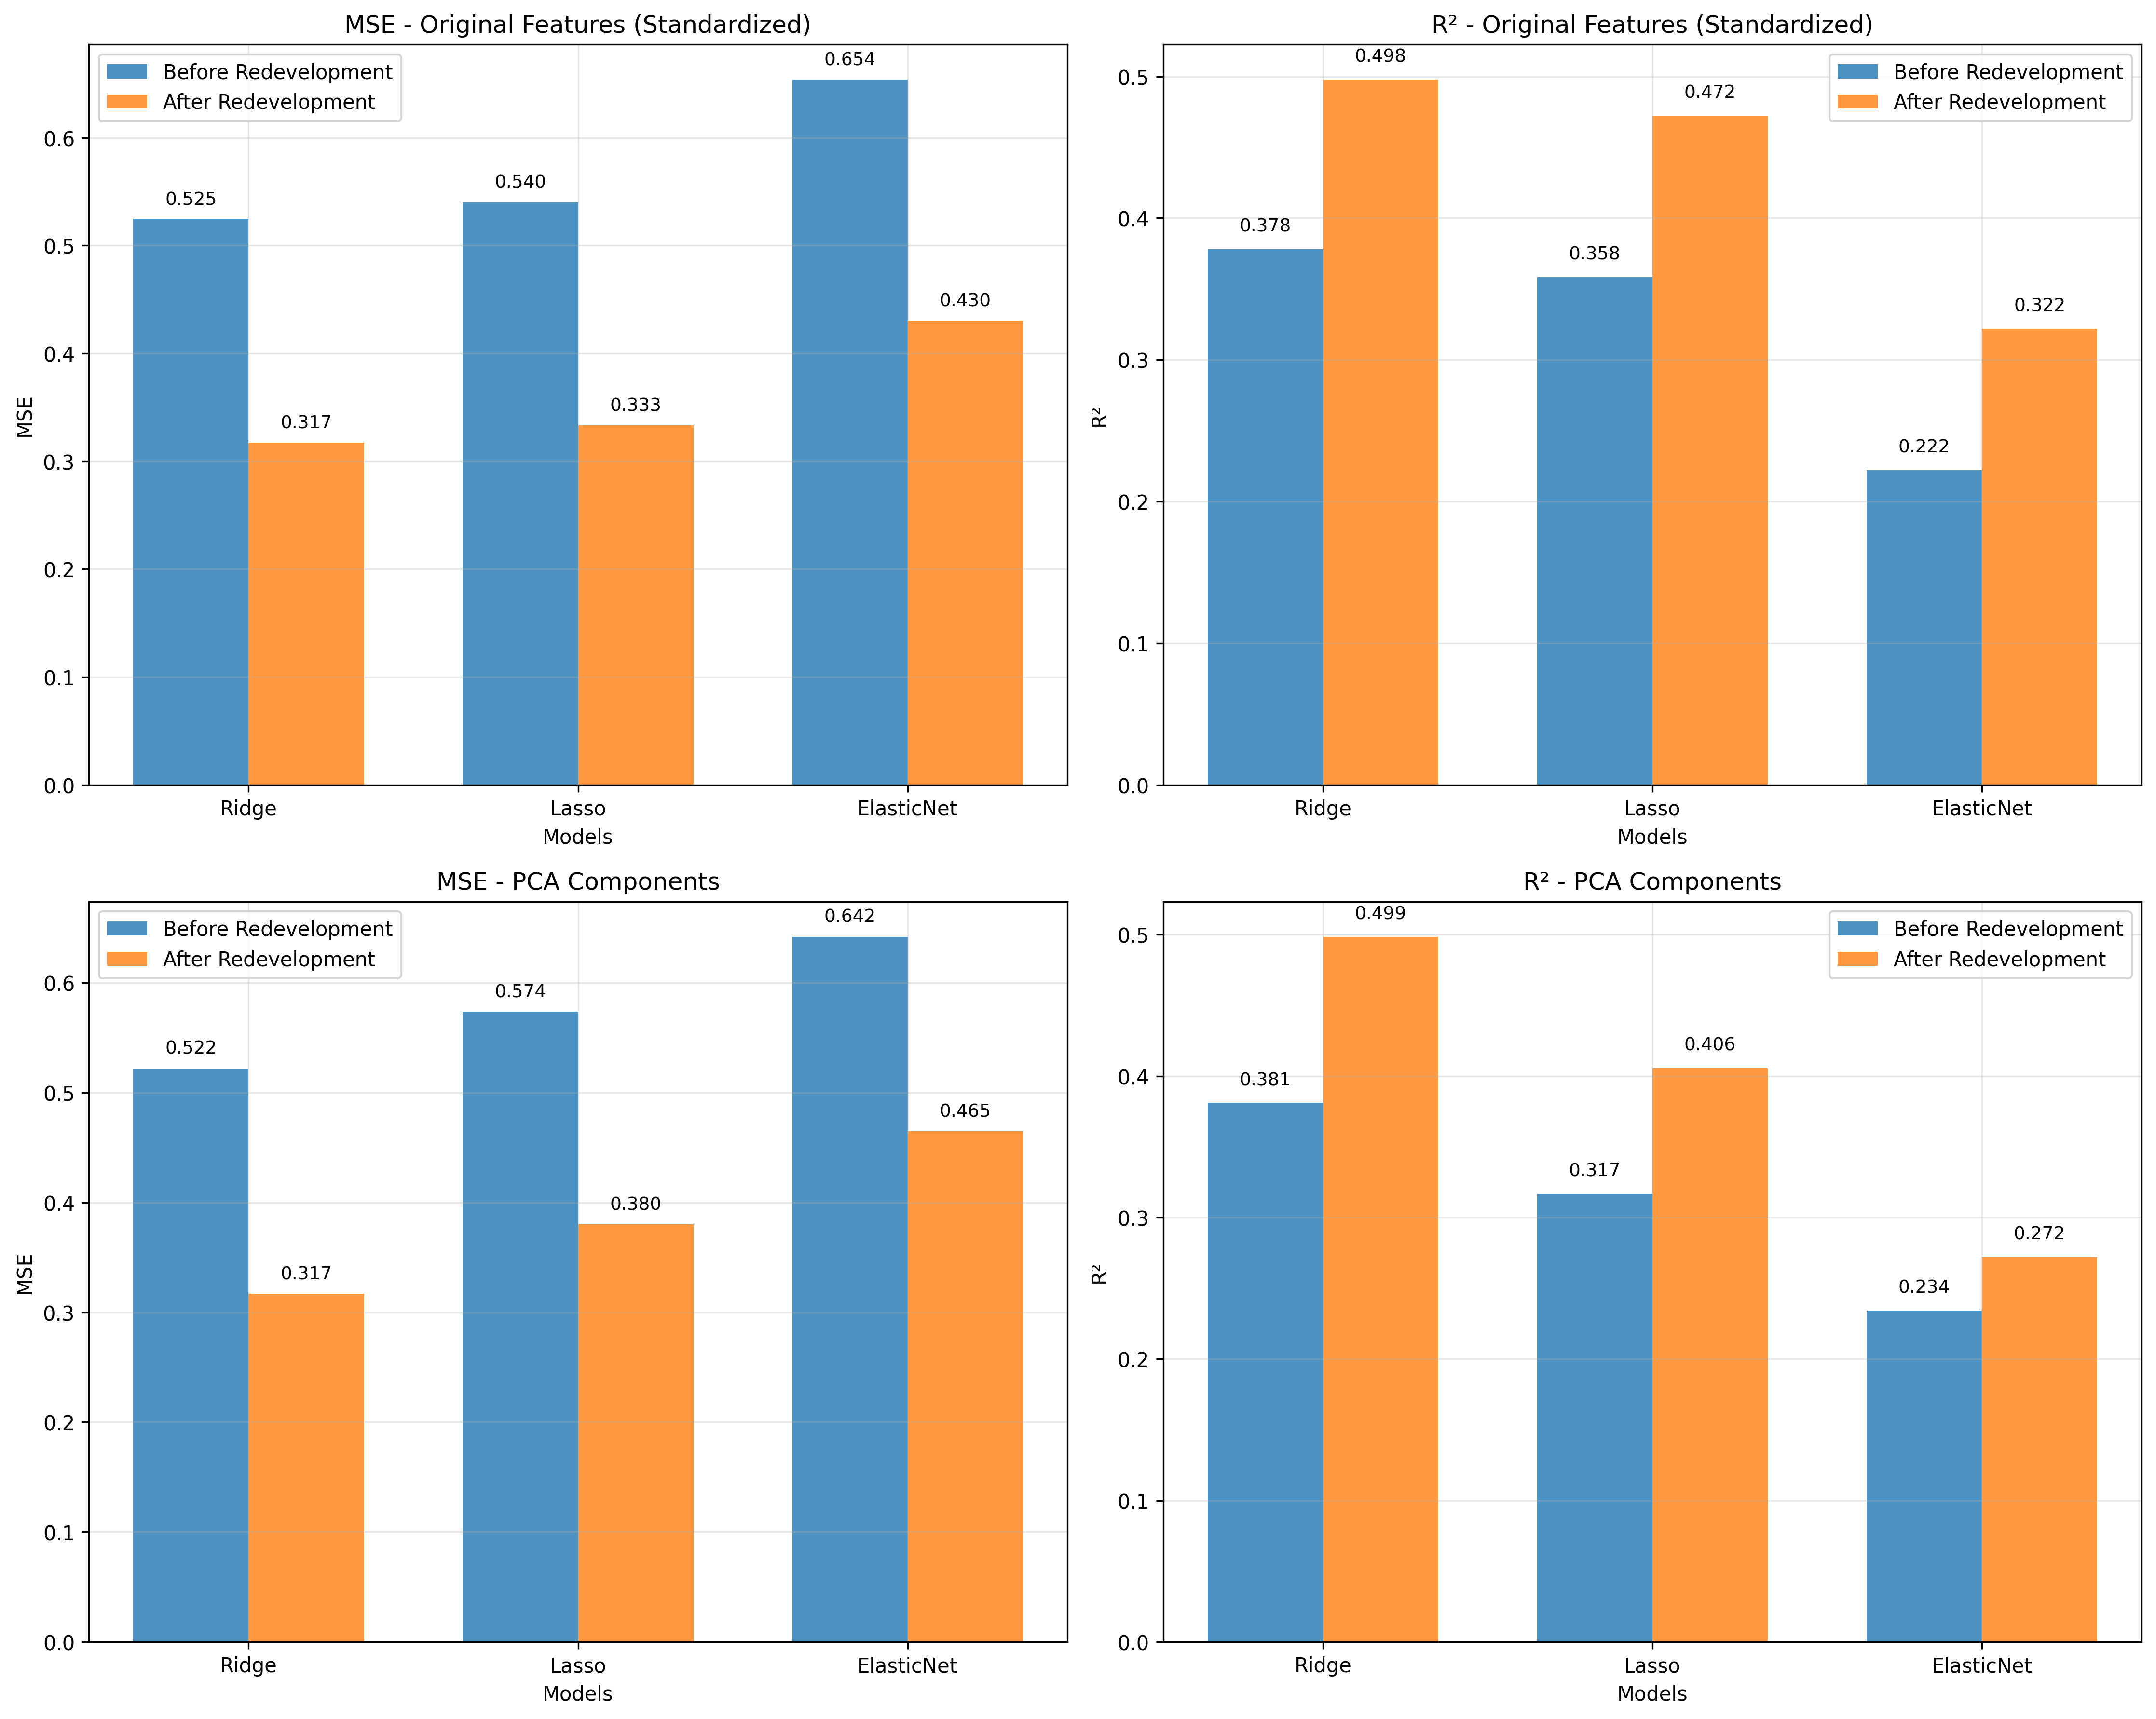 MSE - Original Features (Standardized)
Before Redevelopment
After Redevelopment
0.525
0.317
0.540
0.333
0.654
0.430
0.6
0.5
0.4
0.3
0.2
0.1
0.0
MSE
Ridge
Lasso
ElasticNet
Models
R² - Original Features (Standardized)
Before Redevelopment
After Redevelopment
0.378
0.498
0.358
0.472
0.222
0.322
0.5
0.4
0.3
0.2
0.1
0.0
R²
Ridge
Lasso
ElasticNet
Models
MSE - PCA Components
Before Redevelopment
After Redevelopment
0.522
0.317
0.574
0.380
0.642
0.465
0.6
0.5
0.4
0.3
0.2
0.1
0.0
MSE
Ridge
Lasso
ElasticNet
Models
R² - PCA Components
Before Redevelopment
After Redevelopment
0.381
0.499
0.317
0.406
0.234
0.272
0.5
0.4
0.3
0.2
0.1
0.0
R²
Ridge
Lasso
ElasticNet
Models